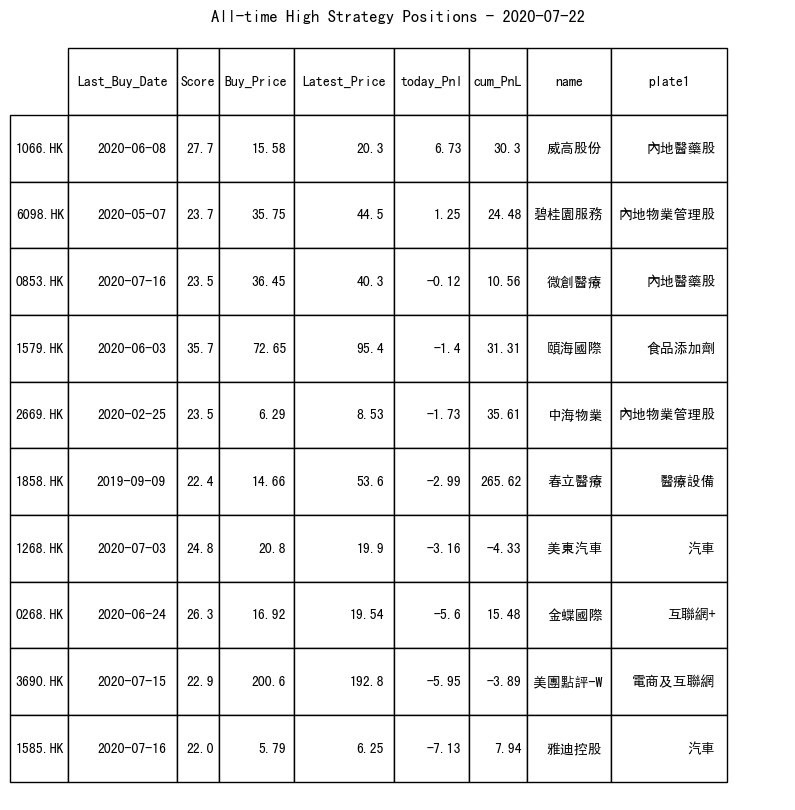 All-time High Strategy Positions - 2020-07-22
Last_Buy_Date Score Buy_Price Latest_Price today_Pnl cum_PnL name plate1
1066.HK 2020-06-08 27.7 15.58 20.3 6.73 30.3 威高股份 內地醫藥股
6098.HK 2020-05-07 23.7 35.75 44.5 1.25 24.48 碧桂園服務 內地物業管理股
0853.HK 2020-07-16 23.5 36.45 40.3 -0.12 10.56 微創醫療 內地醫藥股
1579.HK 2020-06-03 35.7 72.65 95.4 -1.4 31.31 頤海國際 食品添加劑
2669.HK 2020-02-25 23.5 6.29 8.53 -1.73 35.61 中海物業 內地物業管理股
1858.HK 2019-09-09 22.4 14.66 53.6 -2.99 265.62 春立醫療 醫療設備
1268.HK 2020-07-03 24.8 20.8 19.9 -3.16 -4.33 美東汽車 汽車
0268.HK 2020-06-24 26.3 16.92 19.54 -5.6 15.48 金蝶國際 互聯網+
3690.HK 2020-07-15 22.9 200.6 192.8 -5.95 -3.89 美團點評-W 電商及互聯網
1585.HK 2020-07-16 22.0 5.79 6.25 -7.13 7.94 雅迪控股 汽車